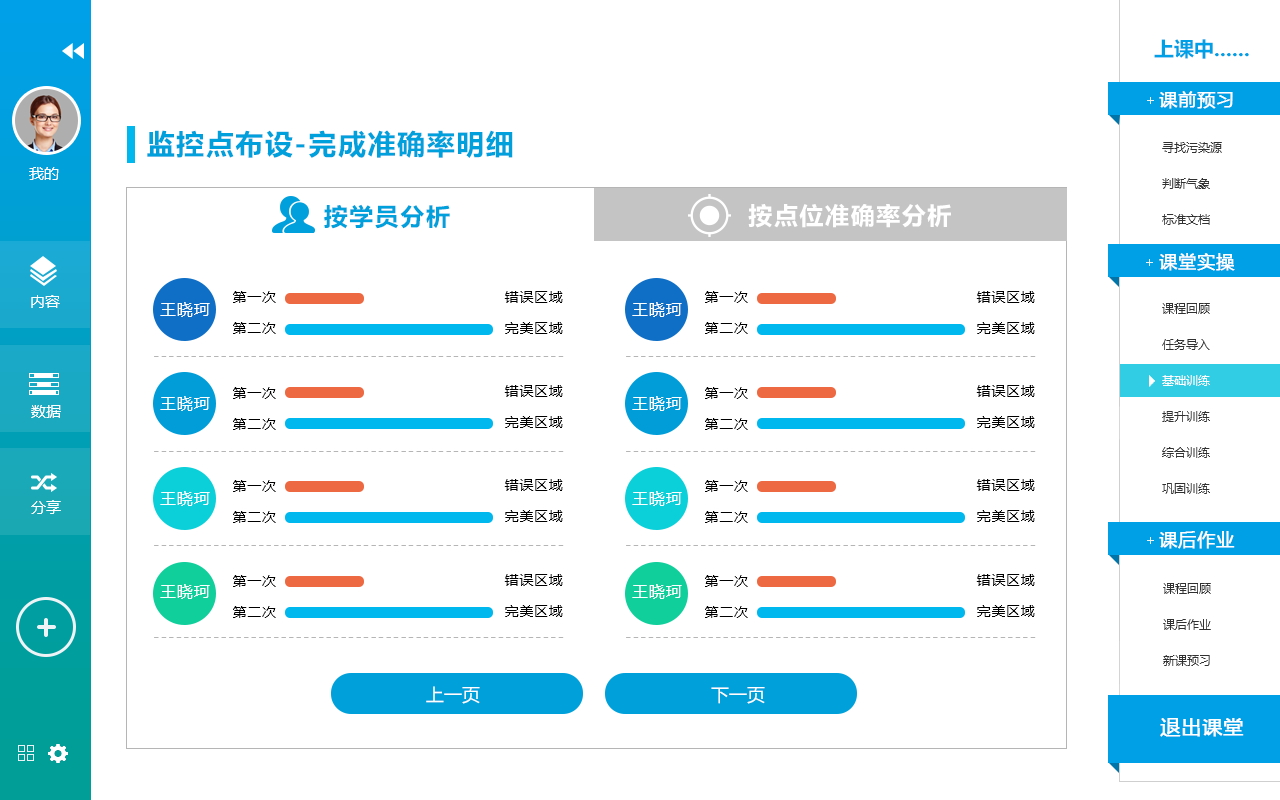 我的
内容
数据
分享
监控点布设-完成准确率明细
按学员分析
按点位准确率分析
王晓珂
第一次
错误区域
第二次
完美区域
王晓珂
第一次
错误区域
第二次
完美区域
王晓珂
第一次
错误区域
第二次
完美区域
王晓珂
第一次
错误区域
第二次
完美区域
王晓珂
第一次
错误区域
第二次
完美区域
王晓珂
第一次
错误区域
第二次
完美区域
王晓珂
第一次
错误区域
第二次
完美区域
王晓珂
第一次
错误区域
第二次
完美区域
上一页
下一页
上课中......
+ 课前预习
寻找污染源
判断气象
标准文档
+ 课堂实操
课程回顾
任务导入
基础训练
提升训练
综合训练
巩固训练
+ 课后作业
课程回顾
课后作业
新课预习
退出课堂